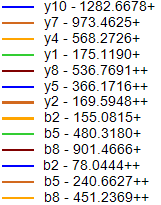 y10 - 1282.6678+
y7 - 973.4625+
y4 - 568.2726+
y1 - 175.1190+
y8 - 536.7691++
y5 - 366.1716++
y2 - 169.5948++
b2 - 155.0815+
b5 - 480.3180+
b8 - 901.4666+
b2 - 78.0444++
b5 - 240.6627++
b8 - 451.2369++